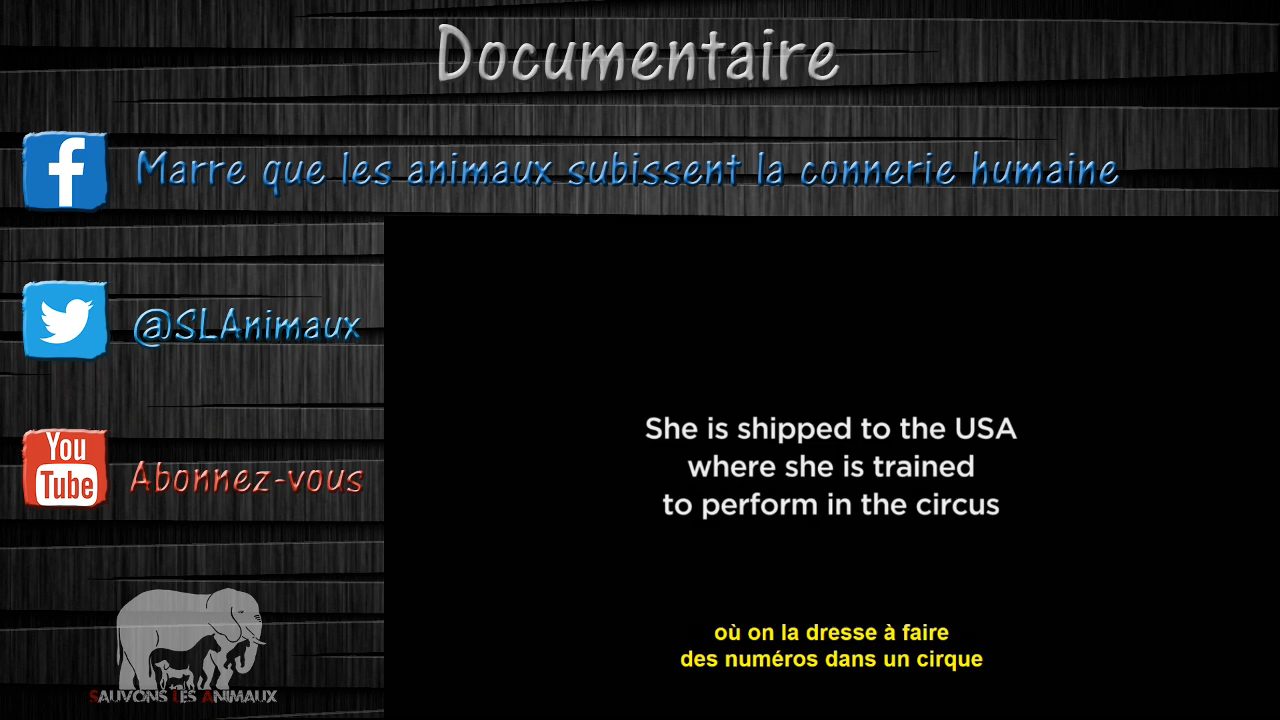 Documentaire
Marre que les animaux subissent la connerie humaine
@SLAnimaux
You
Tube
Abonnez-vous
She is shipped to the USA
where she is trained
to perform in the circus
où on la dresse à faire
des numéros dans un cirque
SAUVONS LES ANIMAUX